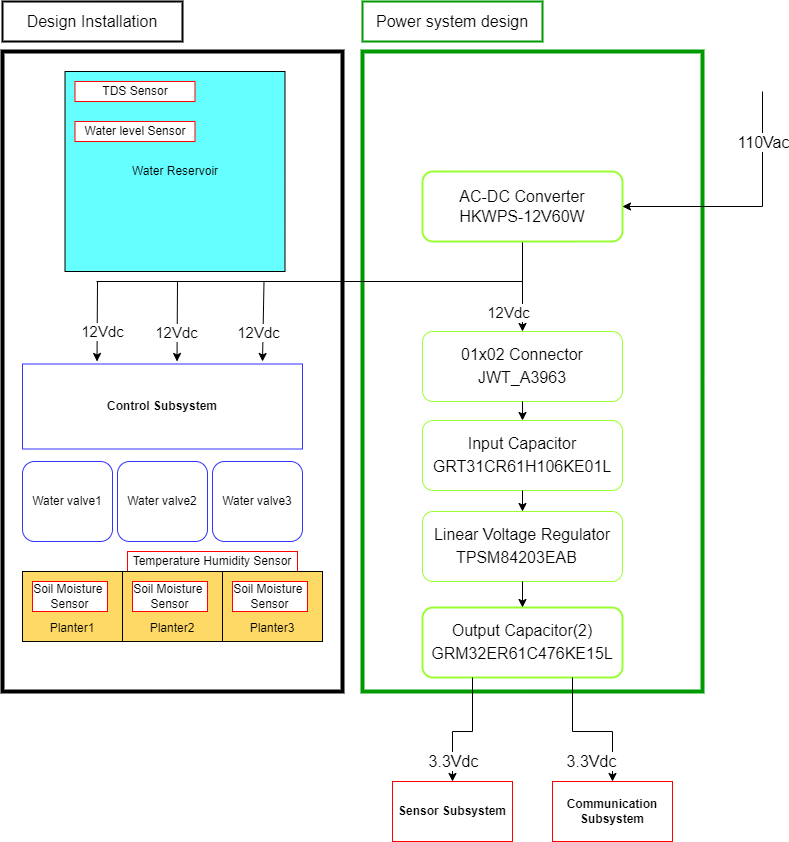 Design Installation
Power system design
TDS Sensor
Water level Sensor
Water Reservoir
110Vac
AC-DC Converter
HKWPS-12V60W
12Vdc
12Vdc
12Vdc
12Vdc
01x02 Connector
JWT_A3963
Control Subsystem
Input Capacitor
GRT31CR61H106KE01L
Water valve1
Water valve2
Water valve3
Linear Voltage Regulator
TPSM84203EAB
Temperature Humidity Sensor
Soil Moisture
Sensor
Soil Moisture
Sensor
Soil Moisture
Sensor
Planter1
Planter2
Planter3
Output Capacitor(2)
GRM32ER61C476KE15L
3.3Vdc
3.3Vdc
Sensor Subsystem
Communication
Subsystem